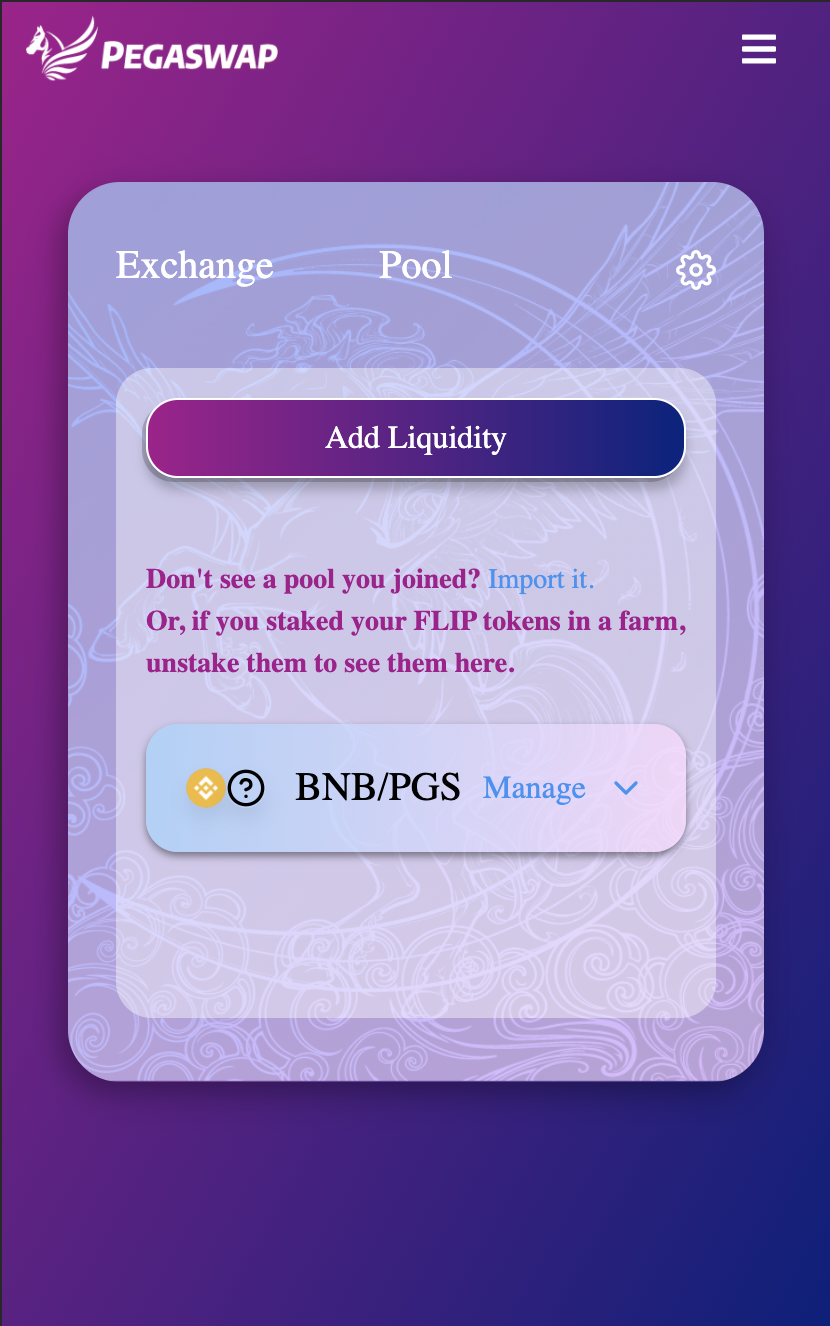 PEGASWAP
Exchange
Pool
Add Liquidity
Don't see a pool you joined? Import it.
Or, if you staked your FLIP tokens in a farm,
unstake them to see them here.
BNB/PGS Manage